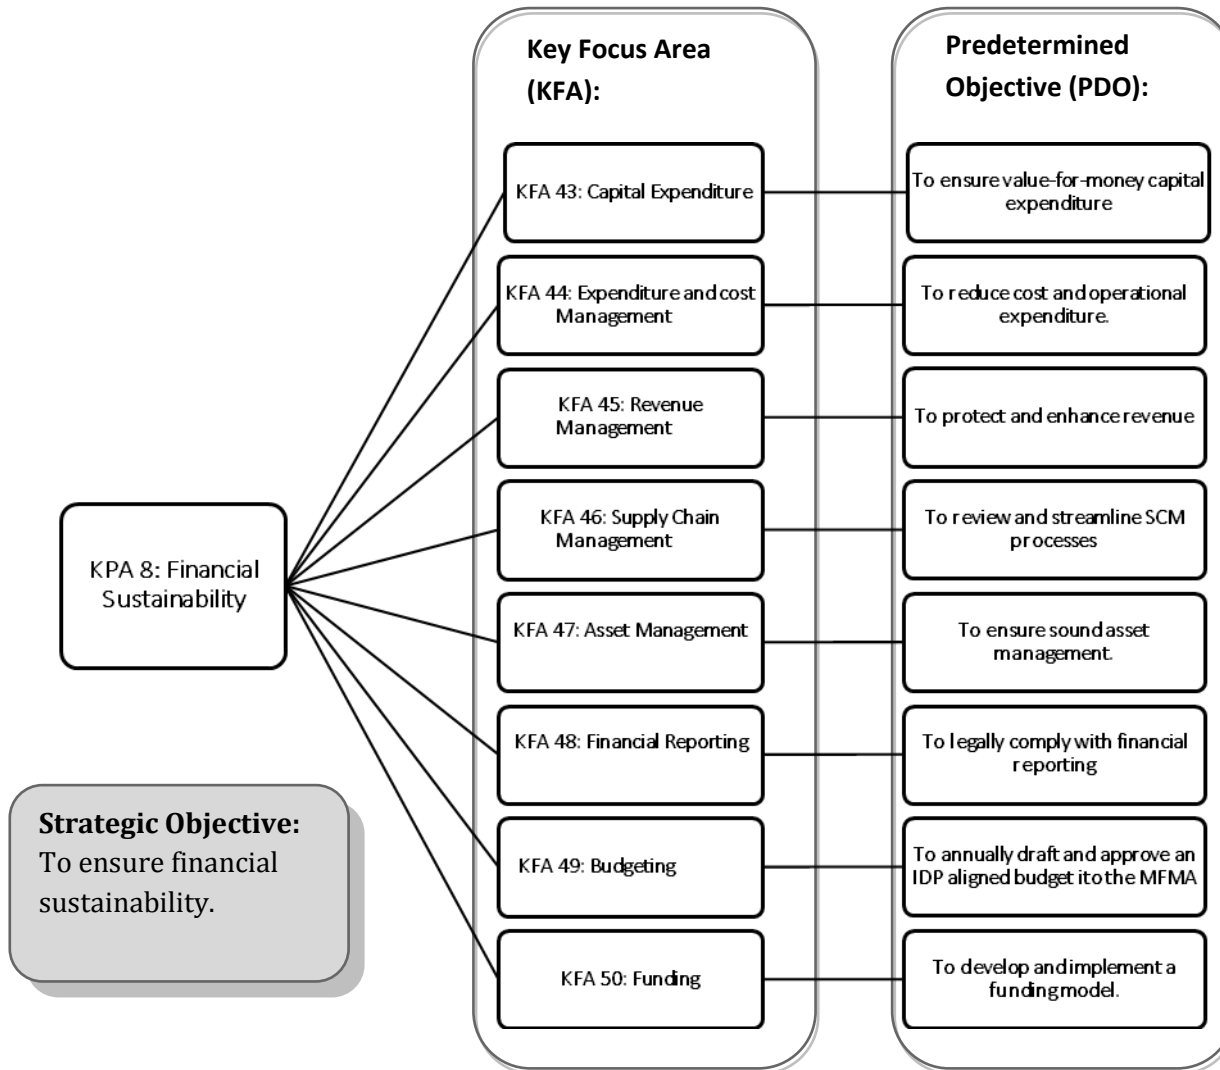 Key Focus Area
(KFA):
Predetermined
Objective (PDO):
KFA 43: Capital Expenditure
To ensure value-for-money capital
expenditure
KFA 44: Expenditure and cost
Management
To reduce cost and operational
expenditure.
KFA 45: Revenue
Management
To protect and enhance revenue
KFA 46: Supply Chain
Management
To review and streamline SCM
processes
KPA 8: Financial
Sustainability
KFA 47: Asset Management
To ensure sound asset
management.
KFA 48: Financial Reporting
To legally comply with financial
reporting
Strategic Objective:
To ensure financial
sustainability.
KFA 49: Budgeting
To annually draft and approve an
IDP aligned budget ito the MFMA
KFA 50: Funding
To develop and implement a
funding model.